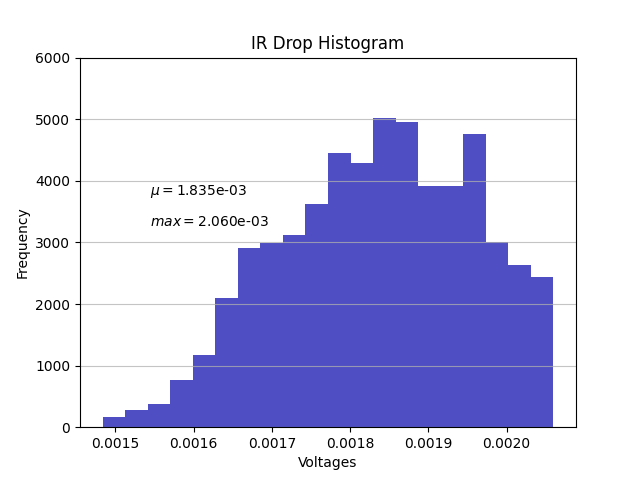 IR Drop Histogram
6000
5000
4000
3000
2000
1000
0
Frequency
μ = 1.835e-03
max = 2.060e-03
0.0015 0.0016 0.0017 0.0018 0.0019 0.0020
Voltages